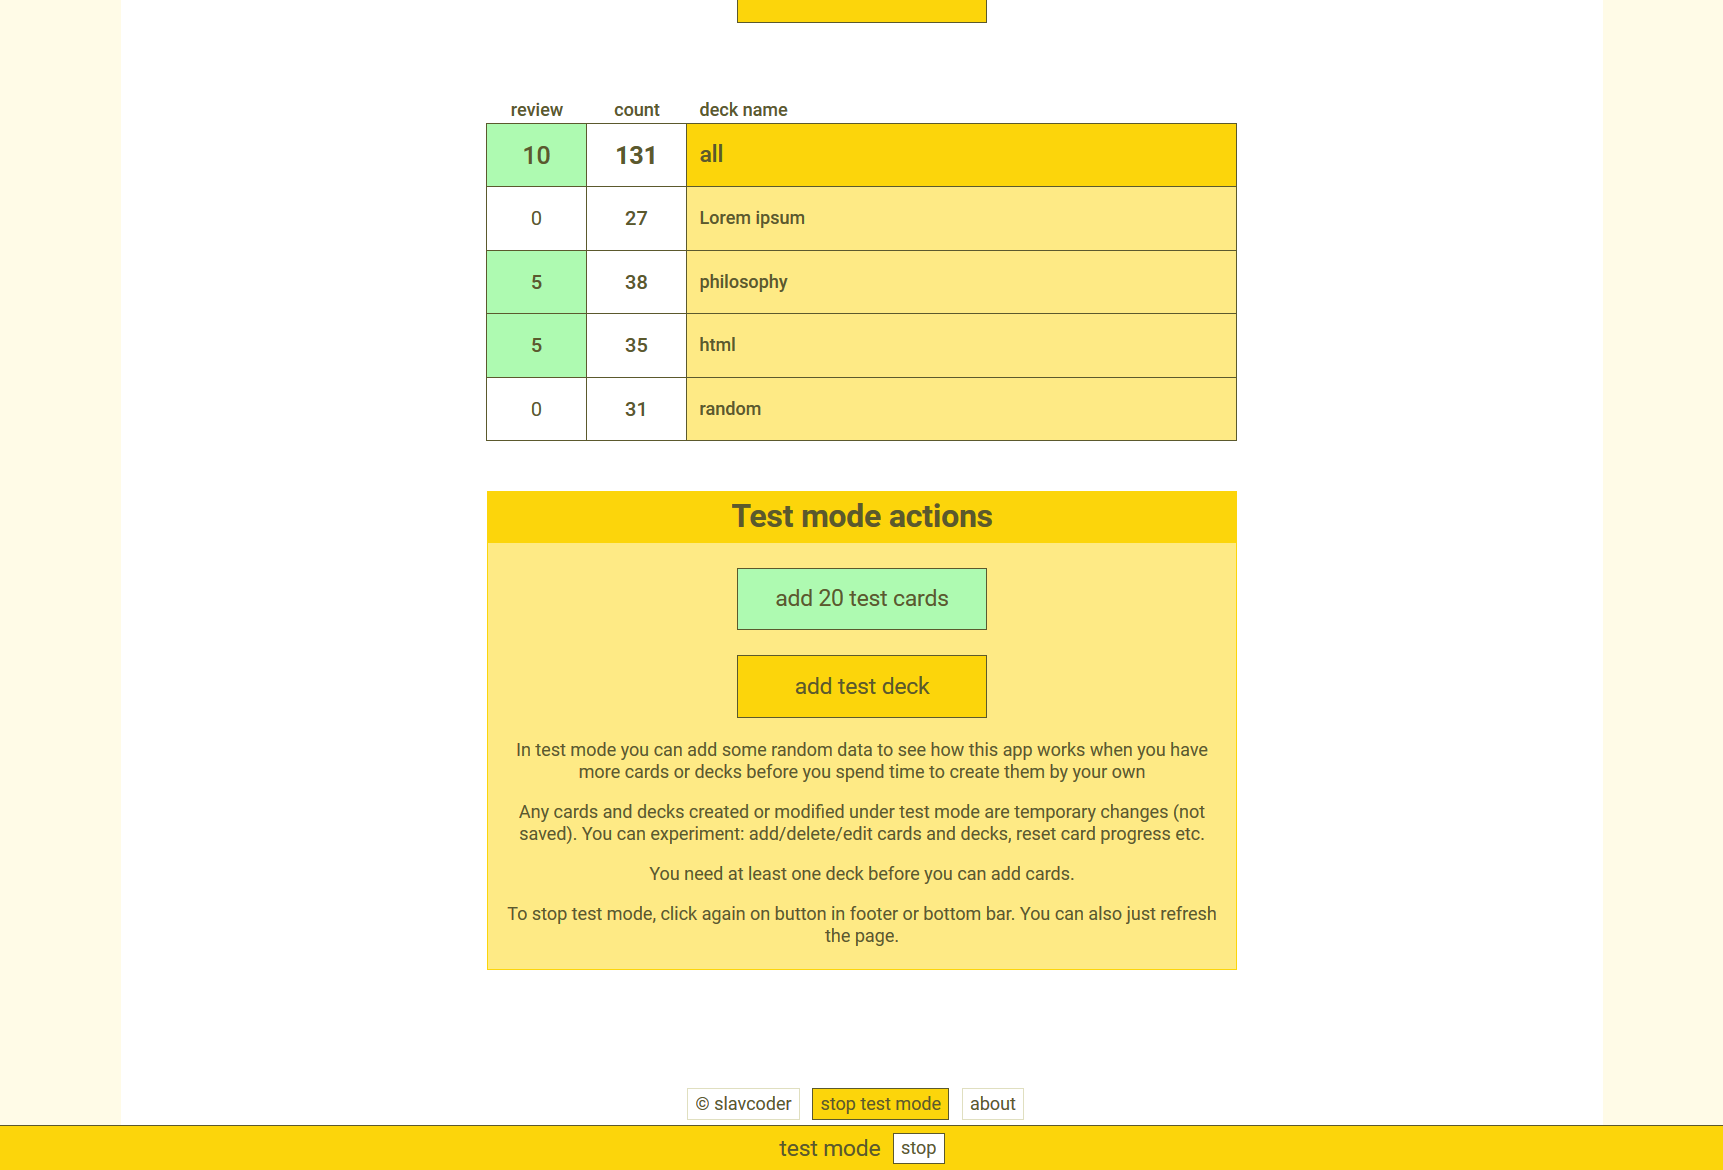 review count deck name
10 131 all
0 27 Lorem ipsum
5 38 philosophy
5 35 html
0 31 random
Test mode actions
add 20 test cards
add test deck
In test mode you can add some random data to see how this app works when you have
more cards or decks before you spend time to create them by your own
Any cards and decks created or modified under test mode are temporary changes (not
saved). You can experiment: add/delete/edit cards and decks, reset card progress etc.
You need at least one deck before you can add cards.
To stop test mode, click again on button in footer or bottom bar. You can also just refresh
the page.
© slavcoder stop test mode about
test mode stop